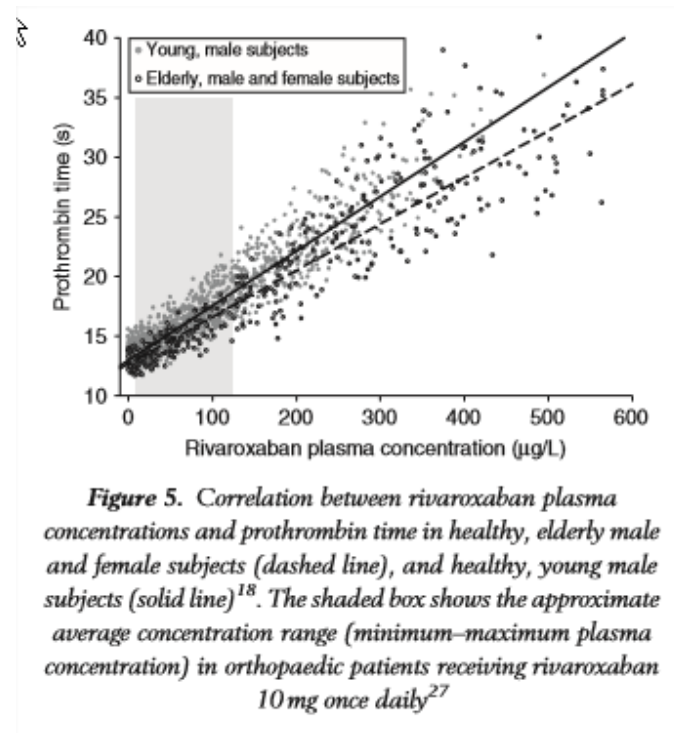 40
35
30
25
20
15
10
Prothrombin time (s)
Young, male subjects
Elderly, male and female subjects
0 100 200 300 400 500 600
Rivaroxaban plasma concentration (µg/L)
Figure 5. Correlation between rivaroxaban plasma
concentrations and prothrombin time in healthy, elderly male
and female subjects (dashed line), and healthy, young male
subjects (solid line)18. The shaded box shows the approximate
average concentration range (minimum–maximum plasma
concentration) in orthopaedic patients receiving rivaroxaban
10 mg once daily27